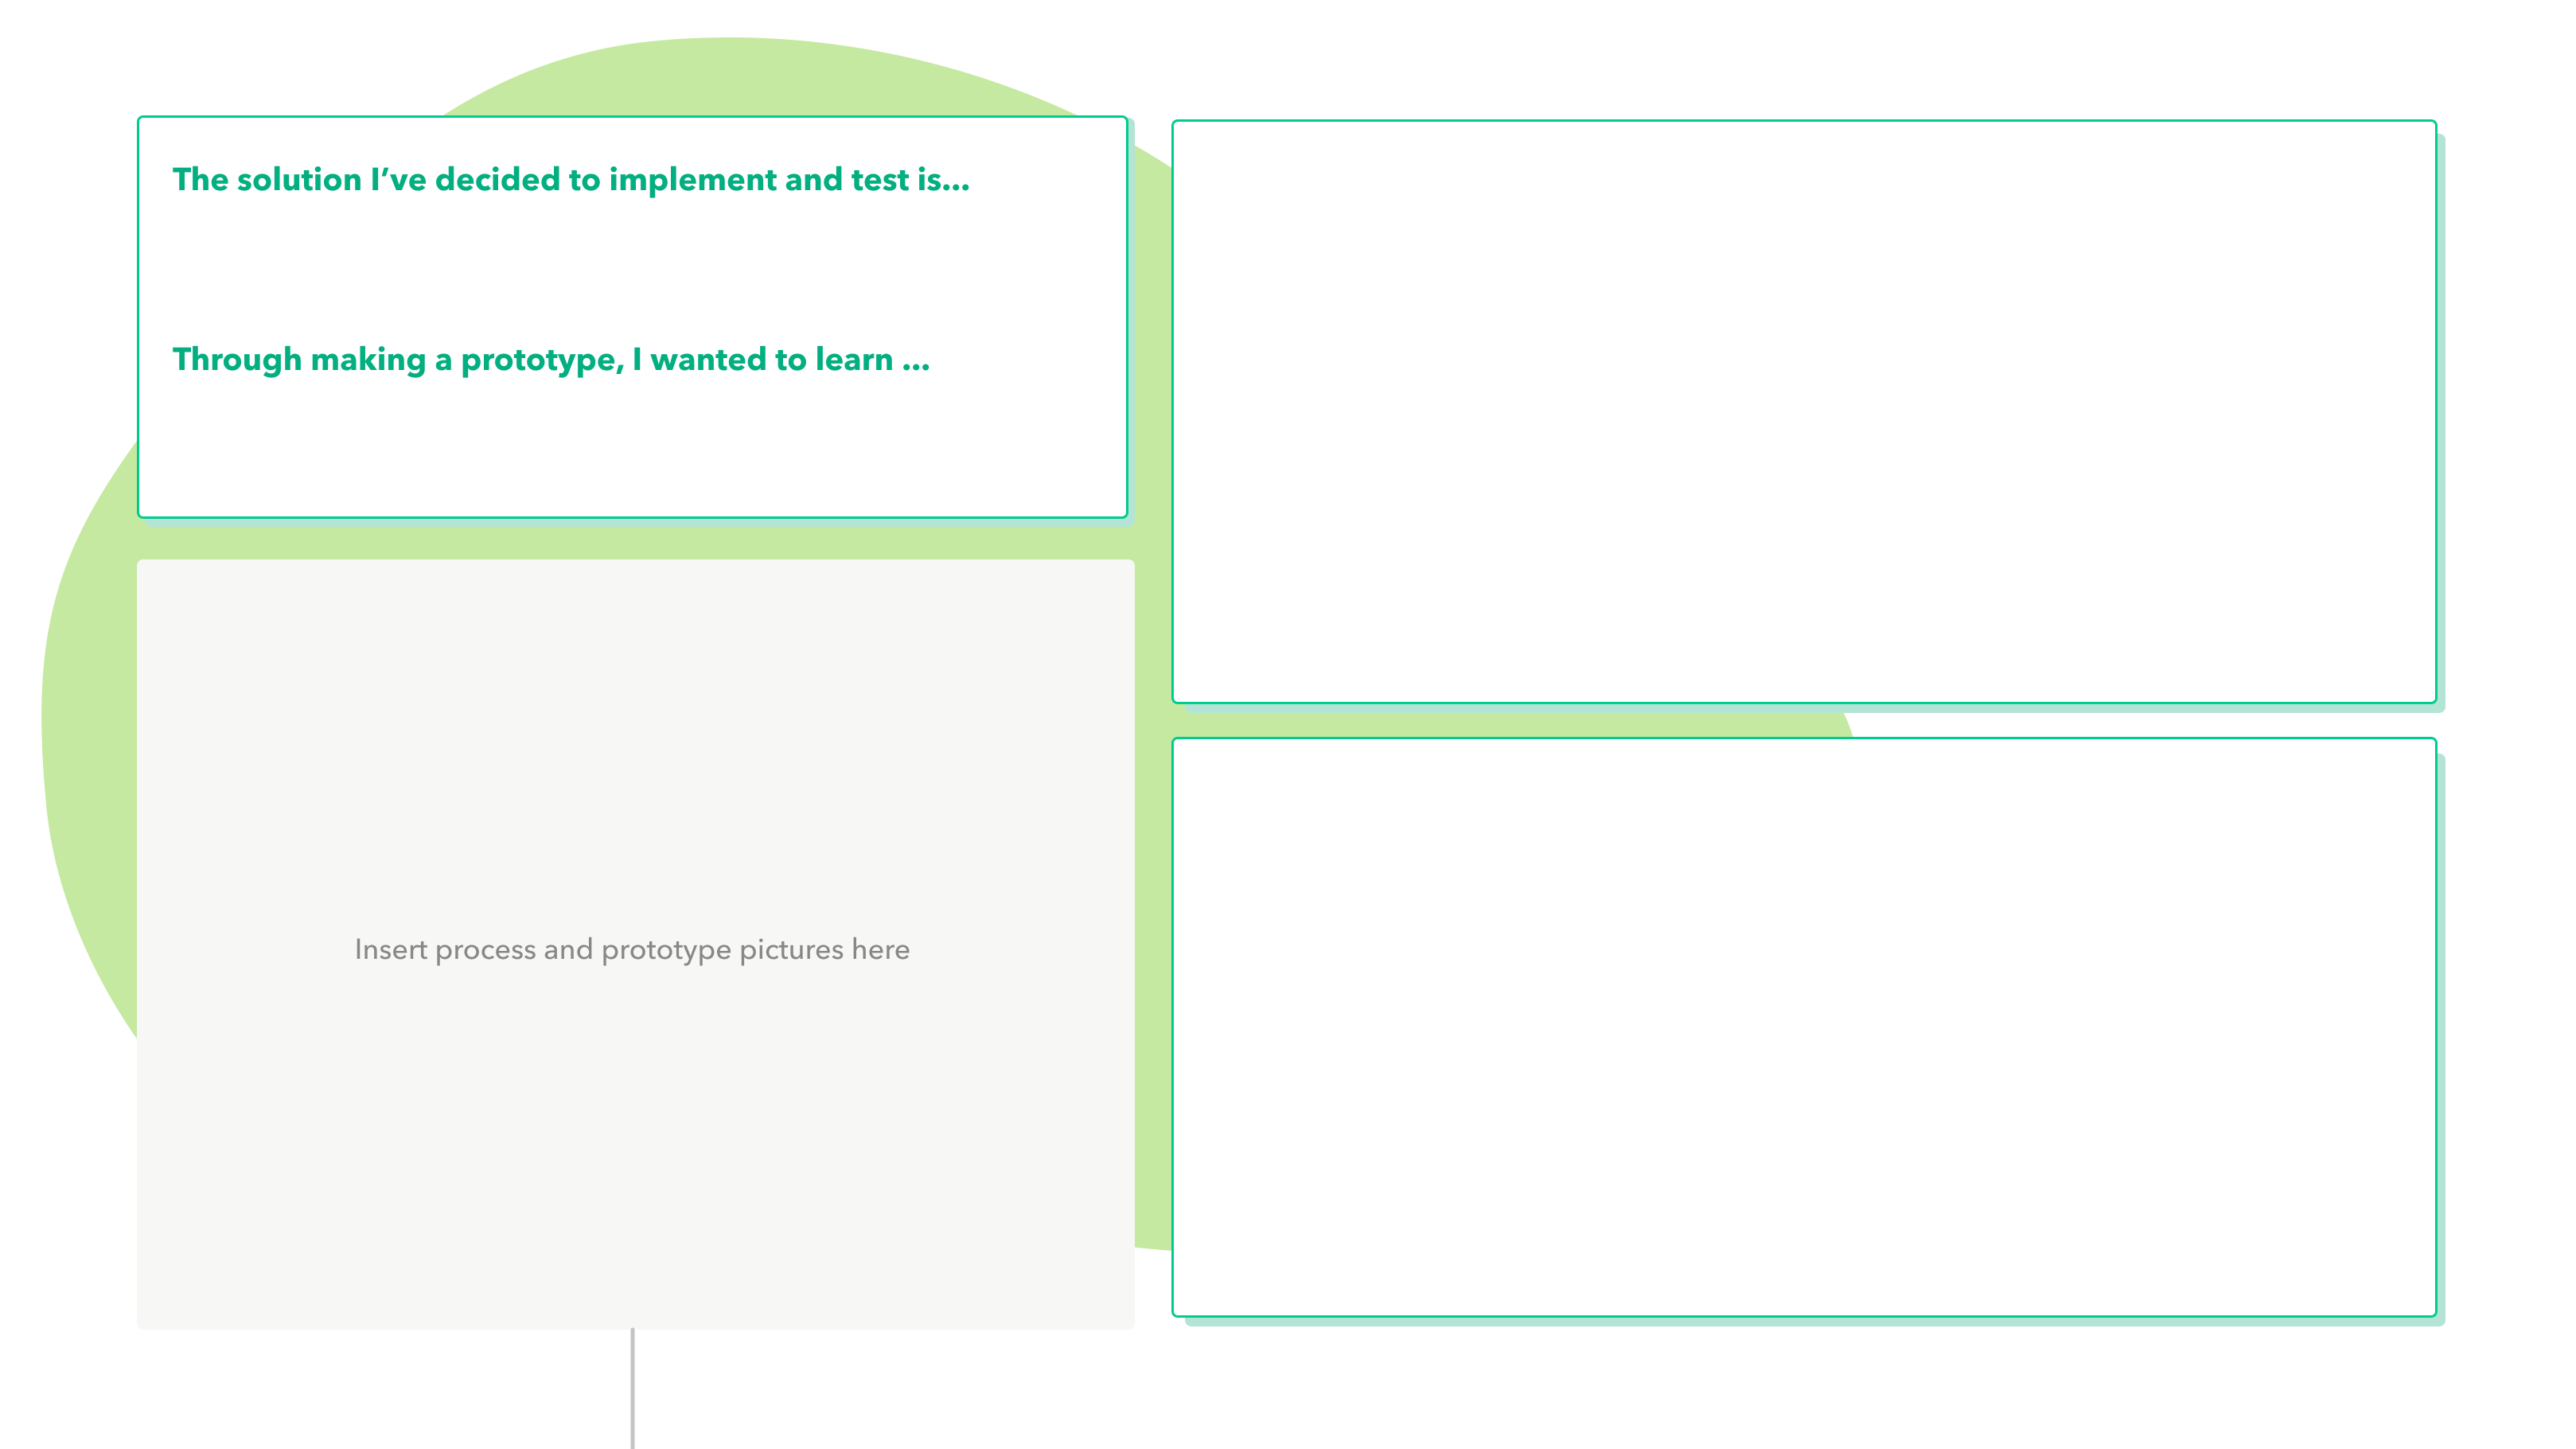 The solution I’ve decided to implement and test is...
Through making a prototype, I wanted to learn ...
Insert process and prototype pictures here